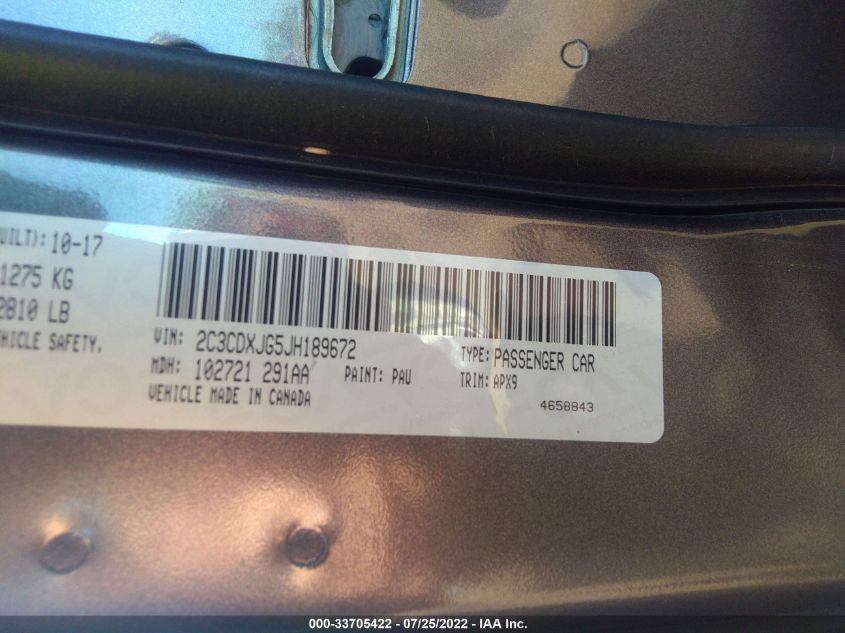 UILT): 10-17
1275 KG
2810 LB
HICLE SAFETY.
VIN: 2C3CDXJG5JH189672
TYPE: PASSENGER CAR
MDH: 102721 291AA
PAINT: PAU
TRIM: APX9
VEHICLE MADE IN CANADA
4658843
000-33705422 - 07/25/2022 - IAA Inc.